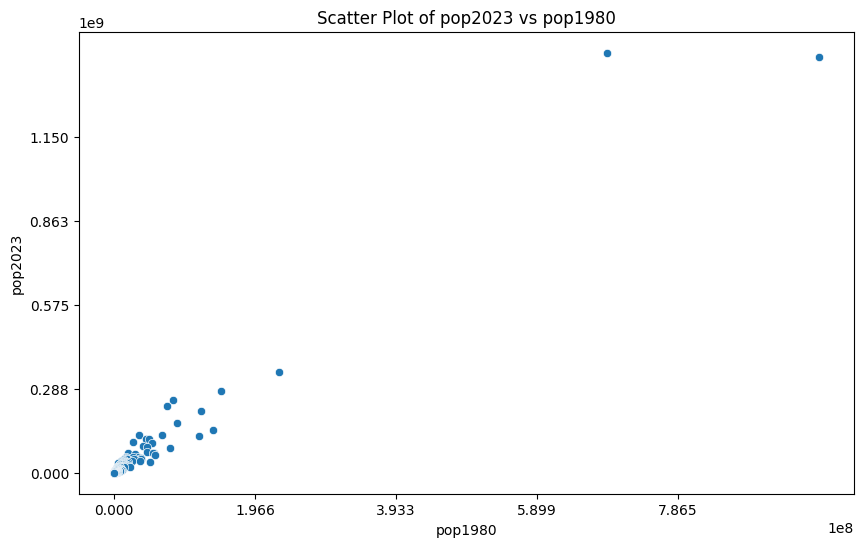 Scatter Plot of pop2023 vs pop1980
1e9
1.150
0.863
0.575
0.288
0.000
pop2023
0.000 1.966 3.933 5.899 7.865
1e8
pop1980